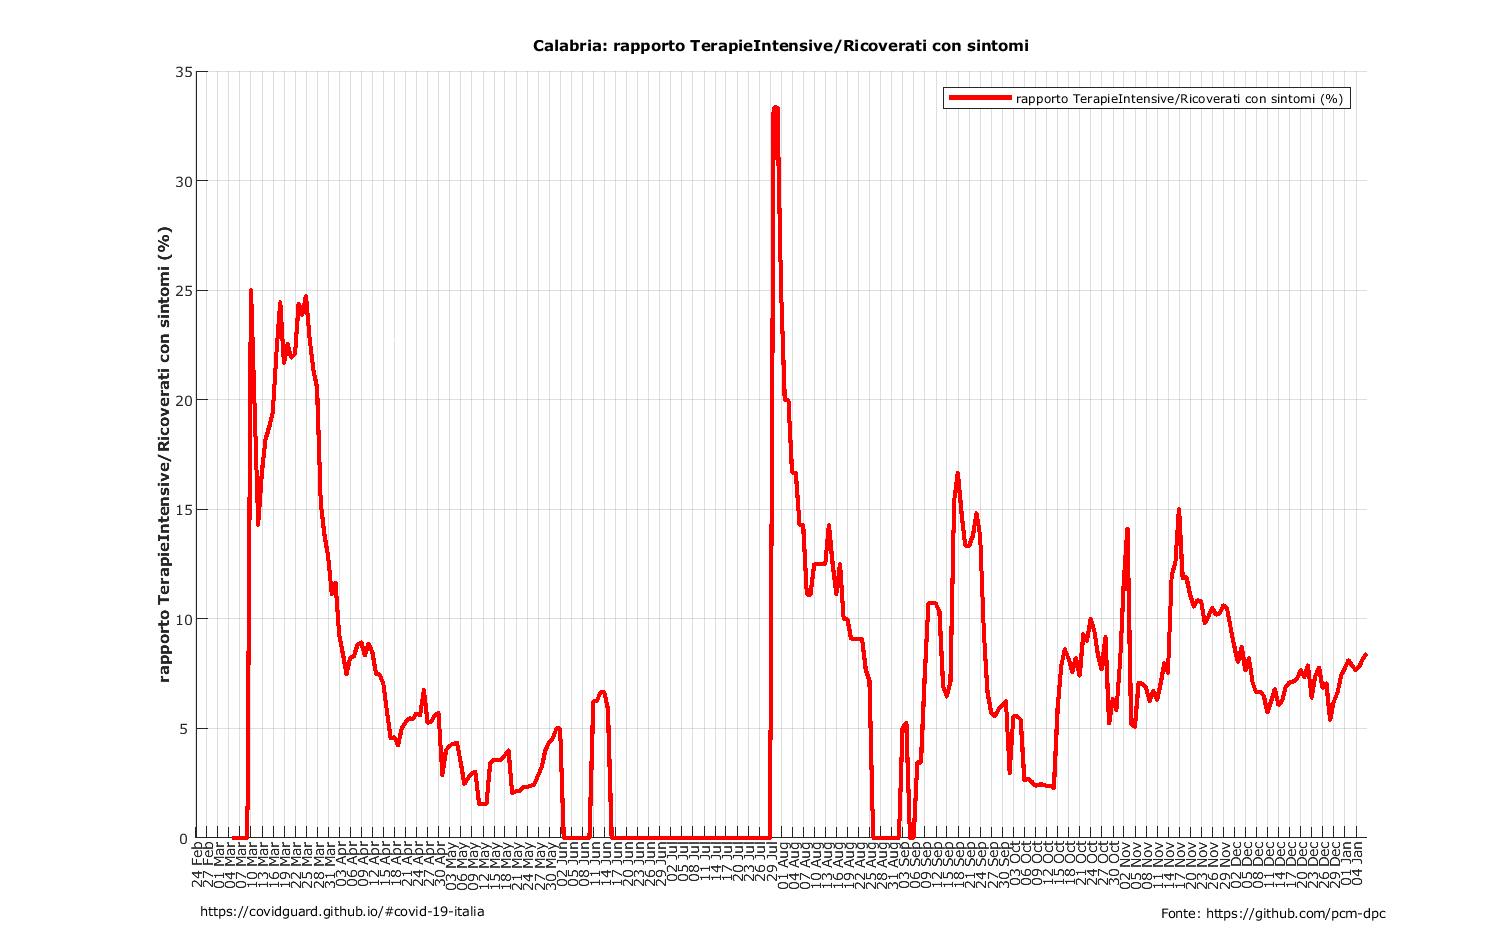 Calabria: rapporto TerapieIntensive/Ricoverati con sintomi
rapporto TerapieIntensive/Ricoverati con sintomi (%)
rapporto TerapieIntensive/Ricoverati con sintomi (%)
35
30
25
20
15
10
5
0
24 Feb
27 Feb
01 Mar
04 Mar
07 Mar
10 Mar
13 Mar
16 Mar
19 Mar
22 Mar
25 Mar
28 Mar
31 Mar
03 Apr
06 Apr
09 Apr
12 Apr
15 Apr
18 Apr
21 Apr
24 Apr
27 Apr
30 Apr
03 May
06 May
09 May
12 May
15 May
18 May
21 May
24 May
27 May
30 May
02 Jun
05 Jun
08 Jun
11 Jun
14 Jun
17 Jun
20 Jun
23 Jun
26 Jun
29 Jun
02 Jul
05 Jul
08 Jul
11 Jul
14 Jul
17 Jul
20 Jul
23 Jul
26 Jul
29 Jul
01 Aug
04 Aug
07 Aug
10 Aug
13 Aug
16 Aug
19 Aug
22 Aug
25 Aug
28 Aug
31 Aug
03 Sep
06 Sep
09 Sep
12 Sep
15 Sep
18 Sep
21 Sep
24 Sep
27 Sep
30 Sep
03 Oct
06 Oct
09 Oct
12 Oct
15 Oct
18 Oct
21 Oct
24 Oct
27 Oct
30 Oct
02 Nov
05 Nov
08 Nov
11 Nov
14 Nov
17 Nov
20 Nov
23 Nov
26 Nov
29 Nov
02 Dec
05 Dec
08 Dec
11 Dec
14 Dec
17 Dec
20 Dec
23 Dec
26 Dec
29 Dec
01 Jan
04 Jan
https://covidguard.github.io/#covid-19-italia
Fonte: https://github.com/pcm-dpc